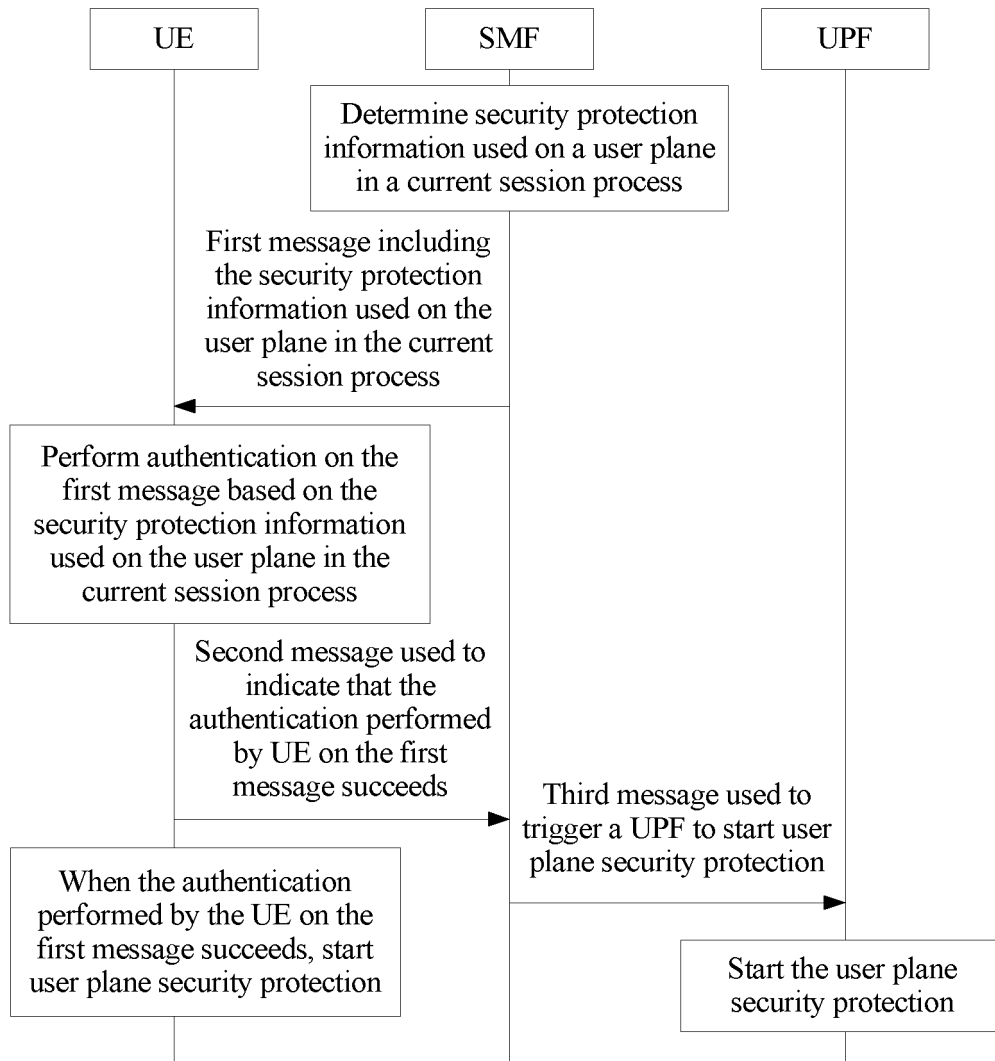 UE
SMF
UPF
Determine security protection
information used on a user plane
in a current session process
First message including
the security protection
information used on the
user plane in the current
session process
Perform authentication on the
first message based on the
security protection information
used on the user plane in the
current session process
Second message used to
indicate that the
authentication performed
by UE on the first
message succeeds
Third message used to
trigger a UPF to start user
plane security protection
When the authentication
performed by the UE on the
first message succeeds, start
user plane security protection
Start the user plane
security protection